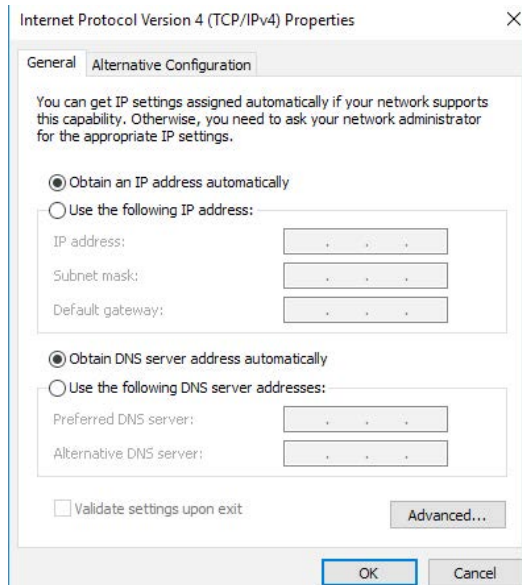 Internet Protocol Version 4 (TCP/IPv4) Properties
General
Alternative Configuration
You can get IP settings assigned automatically if your network supports
this capability. Otherwise, you need to ask your network administrator
for the appropriate IP settings.
Obtain an IP address automatically
Use the following IP address:
IP address:
Subnet mask:
Default gateway:
Obtain DNS server address automatically
Use the following DNS server addresses:
Preferred DNS server:
Alternative DNS server:
Validate settings upon exit
Advanced...
OK
Cancel